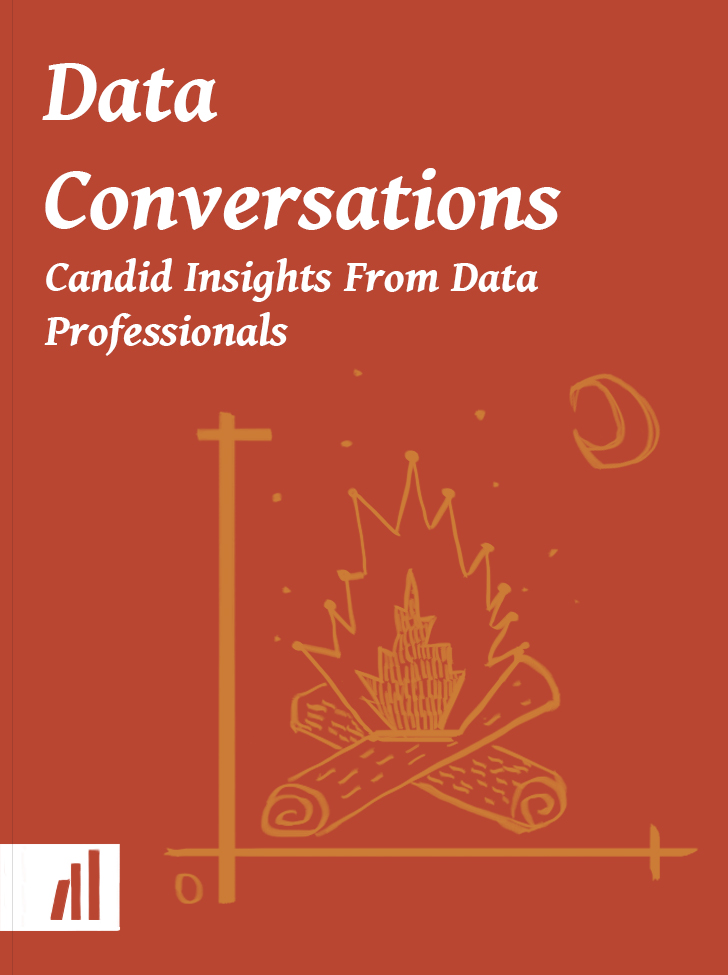 Data
Conversations
Candid Insights From Data
Professionals
0